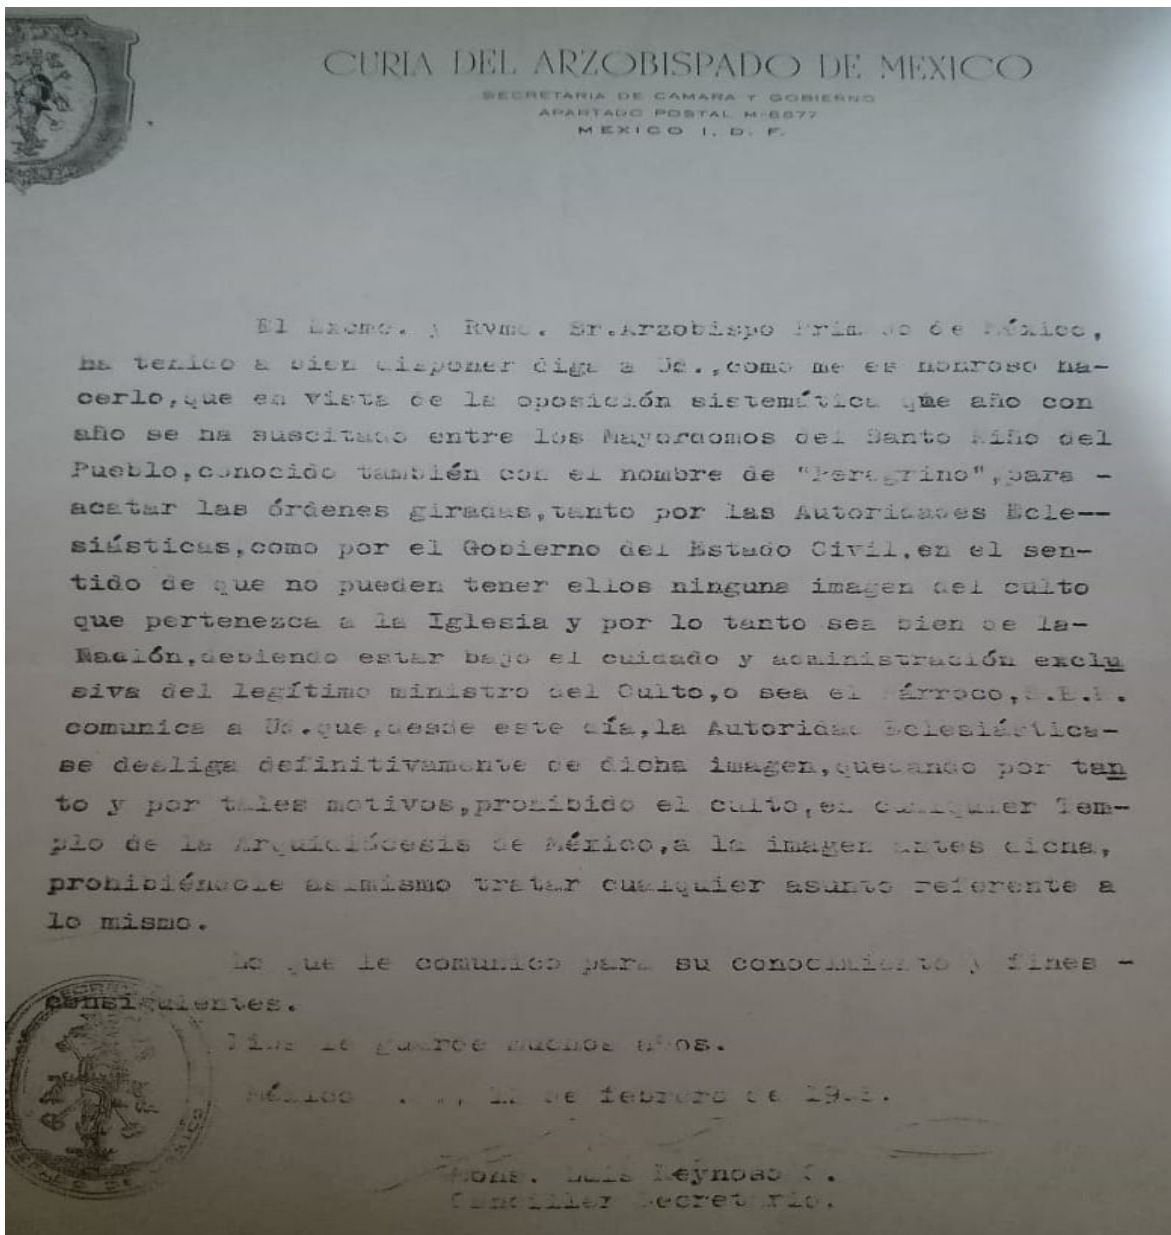 CURIA DEL ARZOBISPADO DE MEXICO
SECRETARIA DE CAMARA Y GOBIERNO
APARTADO POSTAL M-8877
MEXICO 1, D. F.
El Excmo. y Rvmo. Sr.Arzobispo Primado de México,
ha tenido a bien disponer diga a Ud.,como me es honroso ha-
cerlo,que en vista de la oposición sistemática que año con
año se ha suscitado entre los Mayordomos del Santo Niño del
Pueblo,conocido también con el nombre de "Peregrino",para -
acatar las órdenes giradas,tanto por las Autoridades Ecle--
siásticas,como por el Gobierno del Estado Civil,en el sen-
tido de que no pueden tener ellos ninguna imagen del culto
que pertenezca a la Iglesia y por lo tanto sea bien de la-
Nación,debiendo estar bajo el cuidado y administración exclu
siva del legítimo ministro del Culto,o sea el Párroco,S.E.R.
comunica a Ud.que,desde este día,la Autoridad Eclesiástica-
se desliga definitivamente de dicha imagen,quedando por tan
to y por tales motivos,prohibido el culto,en cualquier Tem-
plo de la Arquidiócesis de México,a la imagen antes dicha,
prohibiéndole asimismo tratar cualquier asunto referente a
lo mismo.
Lo que le comunico para su conocimiento y fines -
consiguientes.
Dios le guarde muchos años.
México de febrero de
Mons. Luis Reynoso C.
Canciller Secretario.